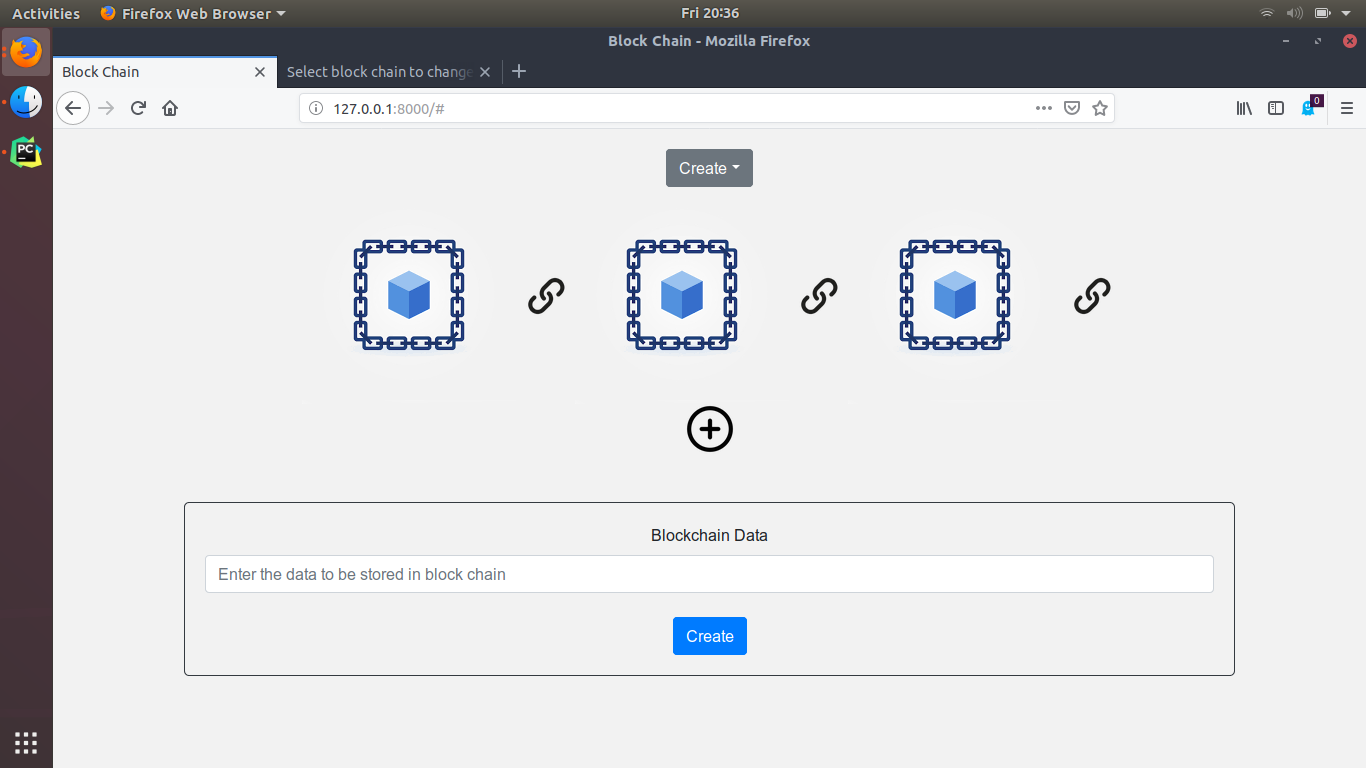 Activities Firefox Web Browser Fri 20:36
Block Chain - Mozilla Firefox
Block Chain Select block chain to change
127.0.0.1:8000/# 0
PC
Create
Blockchain Data
Enter the data to be stored in block chain
Create